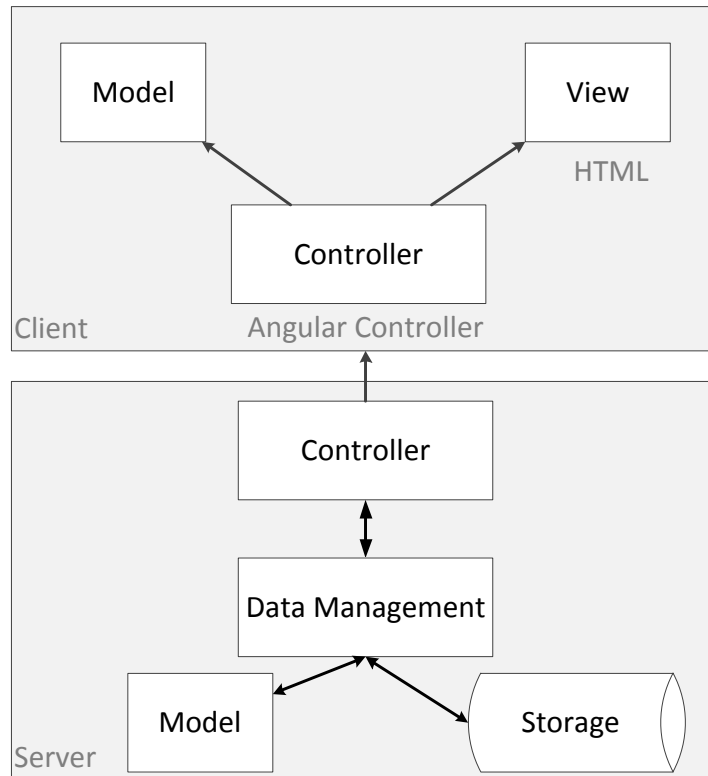 Model
View
HTML
Controller
Client
Angular Controller
Controller
Data Management
Model
Storage
Server